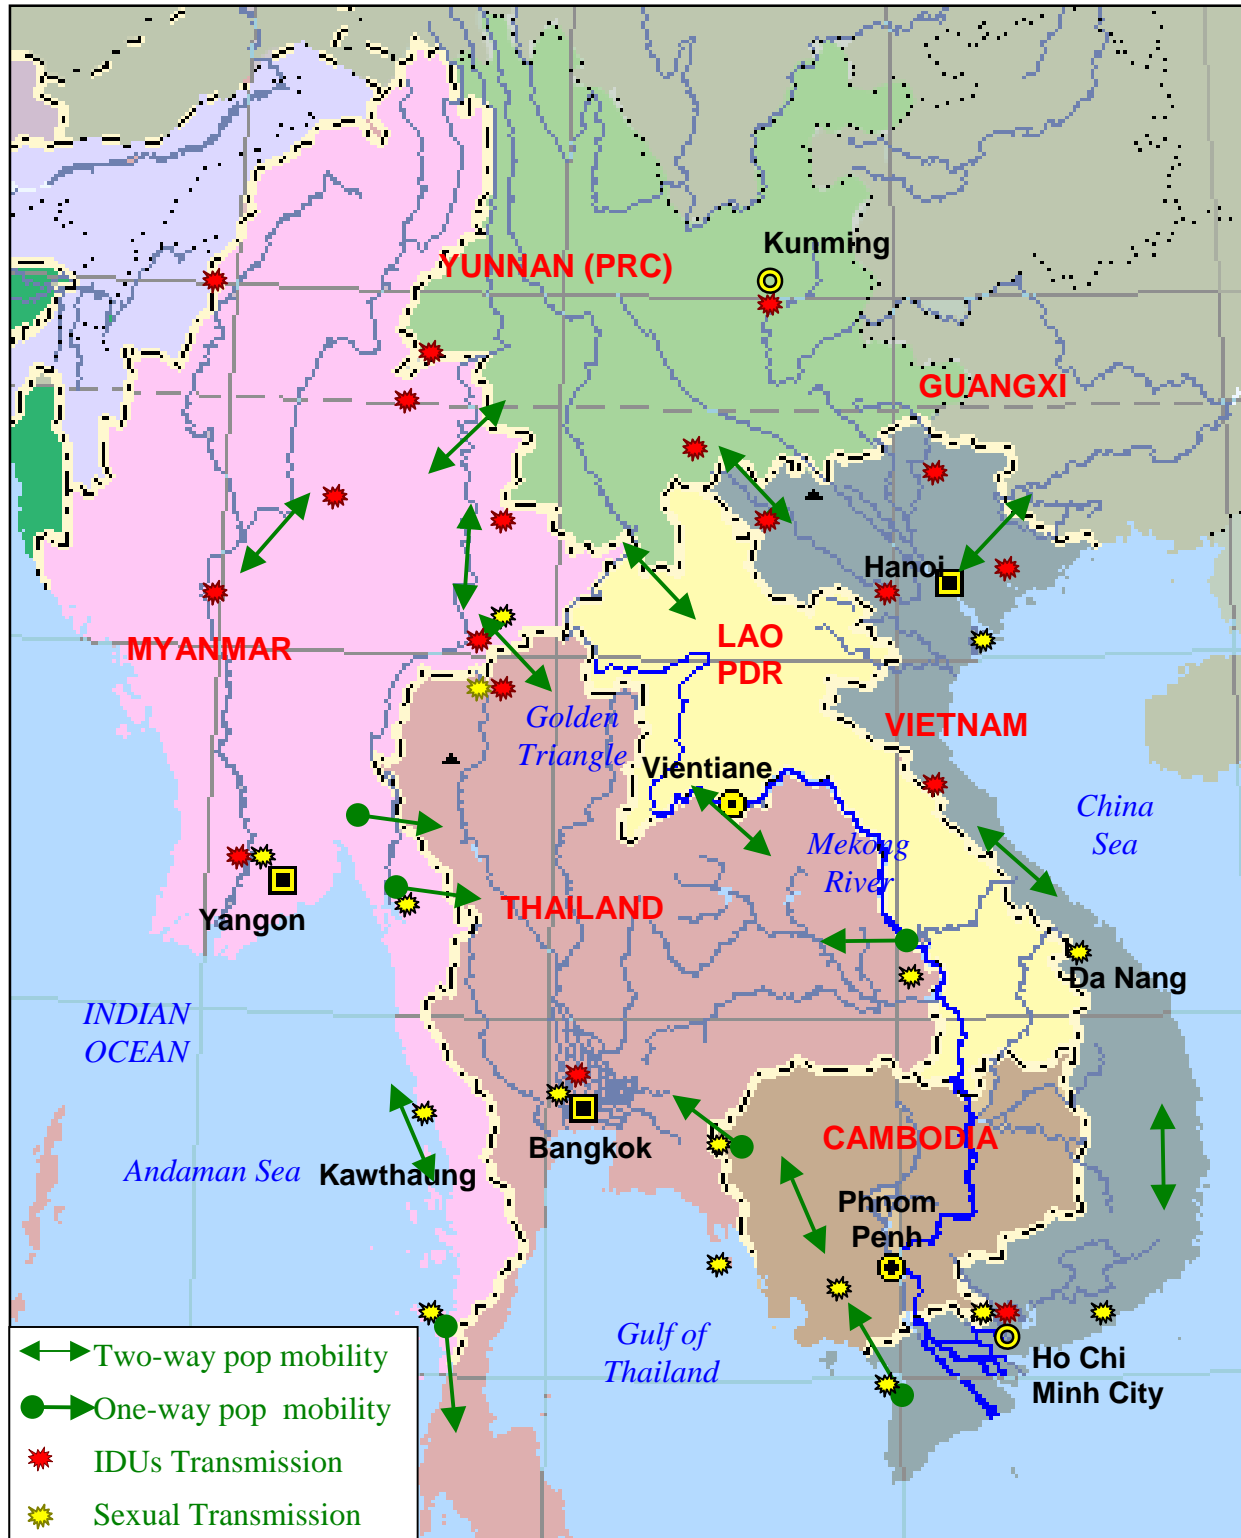 Kunming
YUNNAN (PRC)
GUANGXI
Hanoi
MYANMAR
LAO
PDR
Golden
Triangle
VIETNAM
Vientiane
China
Sea
Mekong
River
THAILAND
Yangon
Da Nang
INDIAN
OCEAN
Bangkok
CAMBODIA
Andaman Sea
Kawthaung
Phnom
Penh
Gulf of
Thailand
Ho Chi
Minh City
Two-way pop mobility
One-way pop mobility
IDUs Transmission
Sexual Transmission